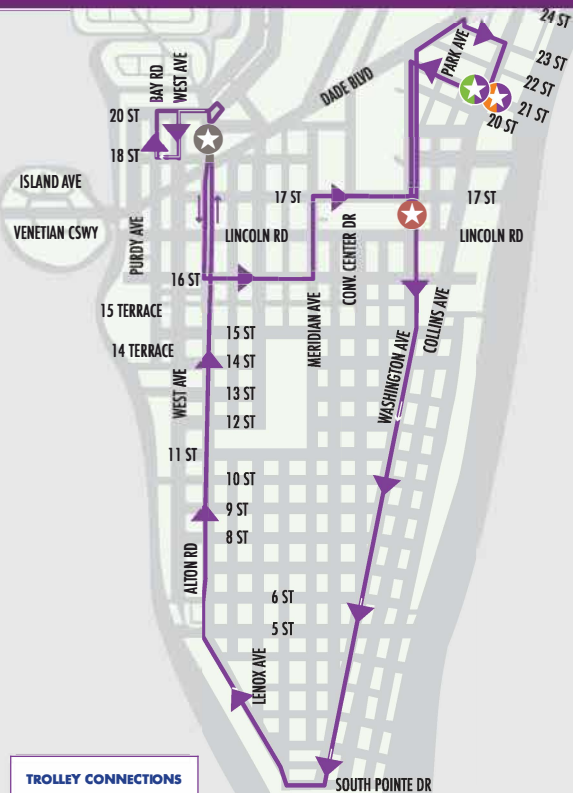 24 ST
PARK AVE
23 ST
22 ST
21 ST
20 ST
DADE BLVD
BAY RD
WEST AVE
20 ST
18 ST
ISLAND AVE
VENETIAN CSWY
PURDY AVE
17 ST
17 ST
LINCOLN RD
LINCOLN RD
CONV. CENTER DR
16 ST
MERIDIAN AVE
COLLINS AVE
WASHINGTON AVE
15 TERRACE
14 TERRACE
15 ST
14 ST
WEST AVE
13 ST
12 ST
11 ST
10 ST
9 ST
8 ST
ALTON RD
6 ST
5 ST
LENOX AVE
SOUTH POINTE DR
TROLLEY CONNECTIONS